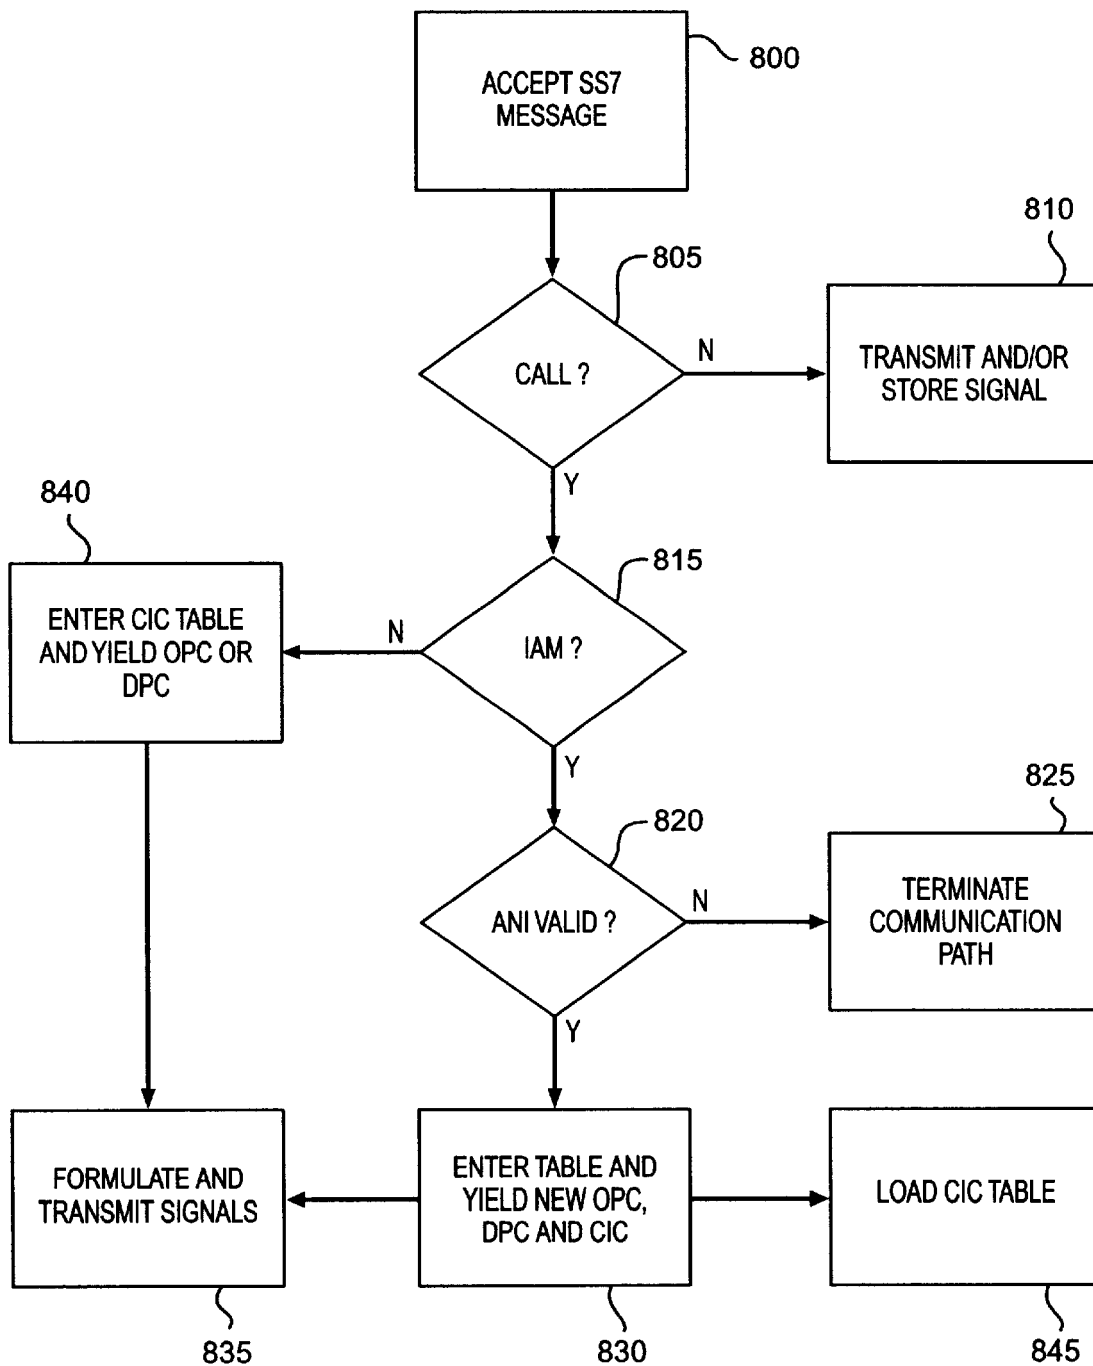 ACCEPT SS7
MESSAGE
800
805
CALL ?
N
Y
810
TRANSMIT AND/OR
STORE SIGNAL
840
ENTER CIC TABLE
AND YIELD OPC OR
DPC
815
IAM ?
N
Y
820
ANI VALID ?
N
Y
825
TERMINATE
COMMUNICATION
PATH
FORMULATE AND
TRANSMIT SIGNALS
835
ENTER TABLE AND
YIELD NEW OPC,
DPC AND CIC
830
LOAD CIC TABLE
845